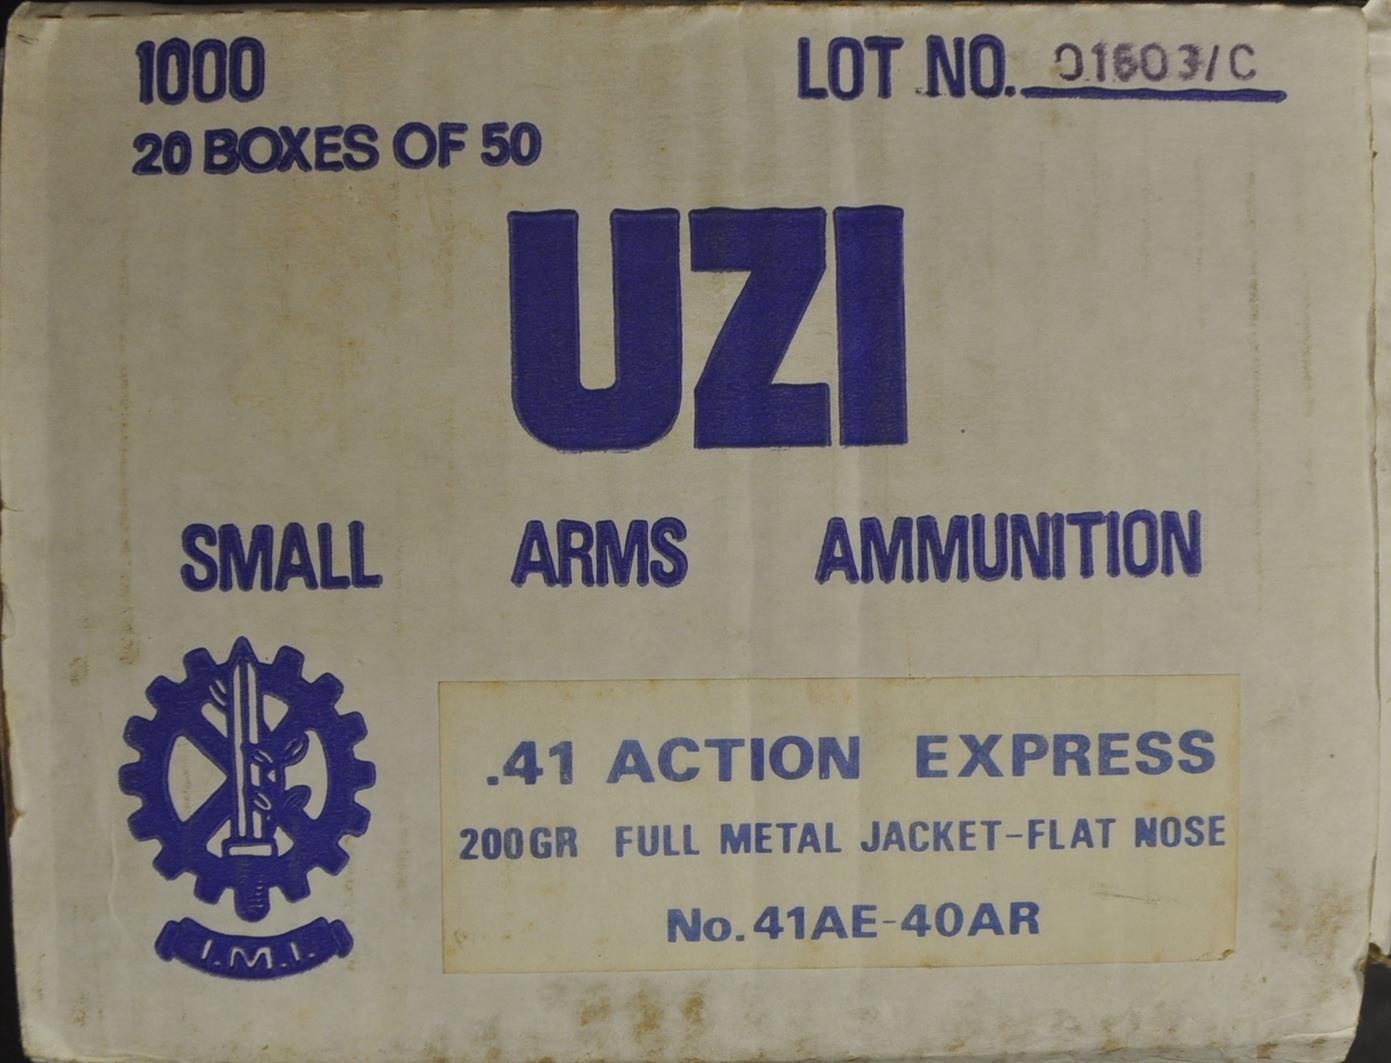 1000
LOT NO. 01603/C
20 BOXES OF 50
UZI
SMALL ARMS AMMUNITION
.41 ACTION EXPRESS
200GR FULL METAL JACKET-FLAT NOSE
No. 41AE-40AR
I.M.I.